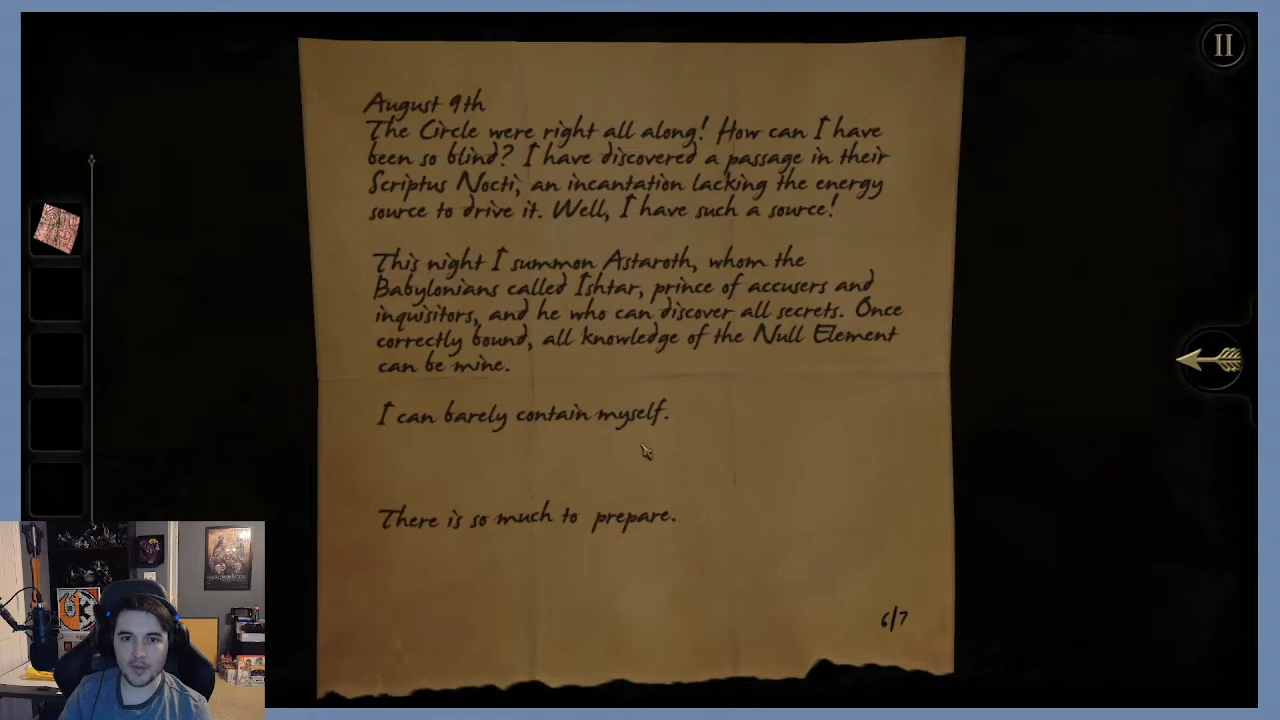 August 9th
The Circle were right all along! How can I have
been so blind? I have discovered a passage in their
Scriptus Nocti, an incantation lacking the energy
source to drive it. Well, I have such a source!
This night I summon Astaroth, whom the
Babylonians called Ishtar, prince of accusers and
inquisitors, and he who can discover all secrets. Once
correctly bound, all knowledge of the Null Element
can be mine.
I can barely contain myself.
There is so much to prepare.
6/7